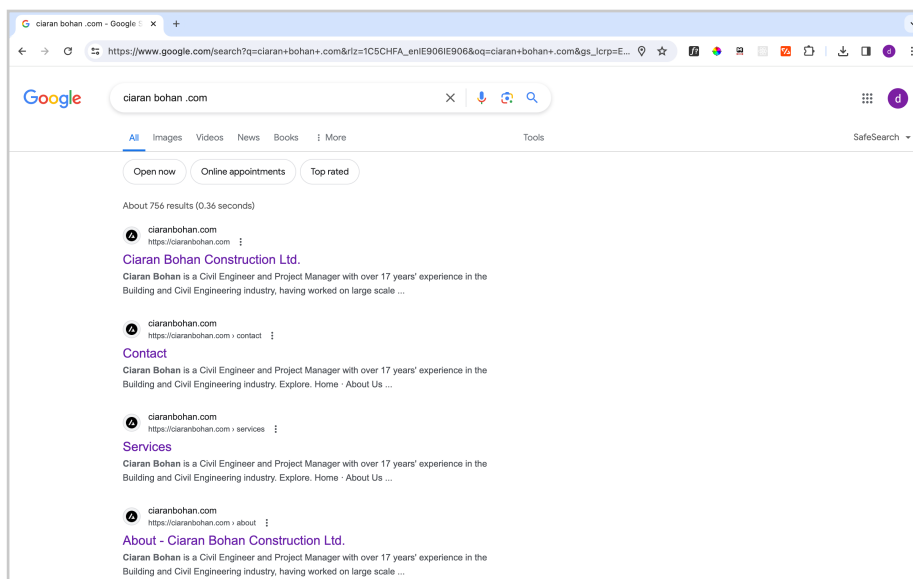 ciaran bohan .com - Google S
https://www.google.com/search?q=ciaran+bohan+.com&rlz=1C5CHFA_enIE906IE906&oq=ciaran+bohan+.com&gs_lcrp=E...
f?
d
Google
ciaran bohan .com
d
All Images Videos News Books More Tools SafeSearch
Open now Online appointments Top rated
About 756 results (0.36 seconds)
ciaranbohan.com
https://ciaranbohan.com
Ciaran Bohan Construction Ltd.
Ciaran Bohan is a Civil Engineer and Project Manager with over 17 years' experience in the
Building and Civil Engineering industry, having worked on large scale ...
ciaranbohan.com
https://ciaranbohan.com › contact
Contact
Ciaran Bohan is a Civil Engineer and Project Manager with over 17 years' experience in the
Building and Civil Engineering industry. Explore. Home · About Us ...
ciaranbohan.com
https://ciaranbohan.com › services
Services
Ciaran Bohan is a Civil Engineer and Project Manager with over 17 years' experience in the
Building and Civil Engineering industry. Explore. Home · About Us ...
ciaranbohan.com
https://ciaranbohan.com › about
About - Ciaran Bohan Construction Ltd.
Ciaran Bohan is a Civil Engineer and Project Manager with over 17 years' experience in the
Building and Civil Engineering industry, having worked on large scale ...